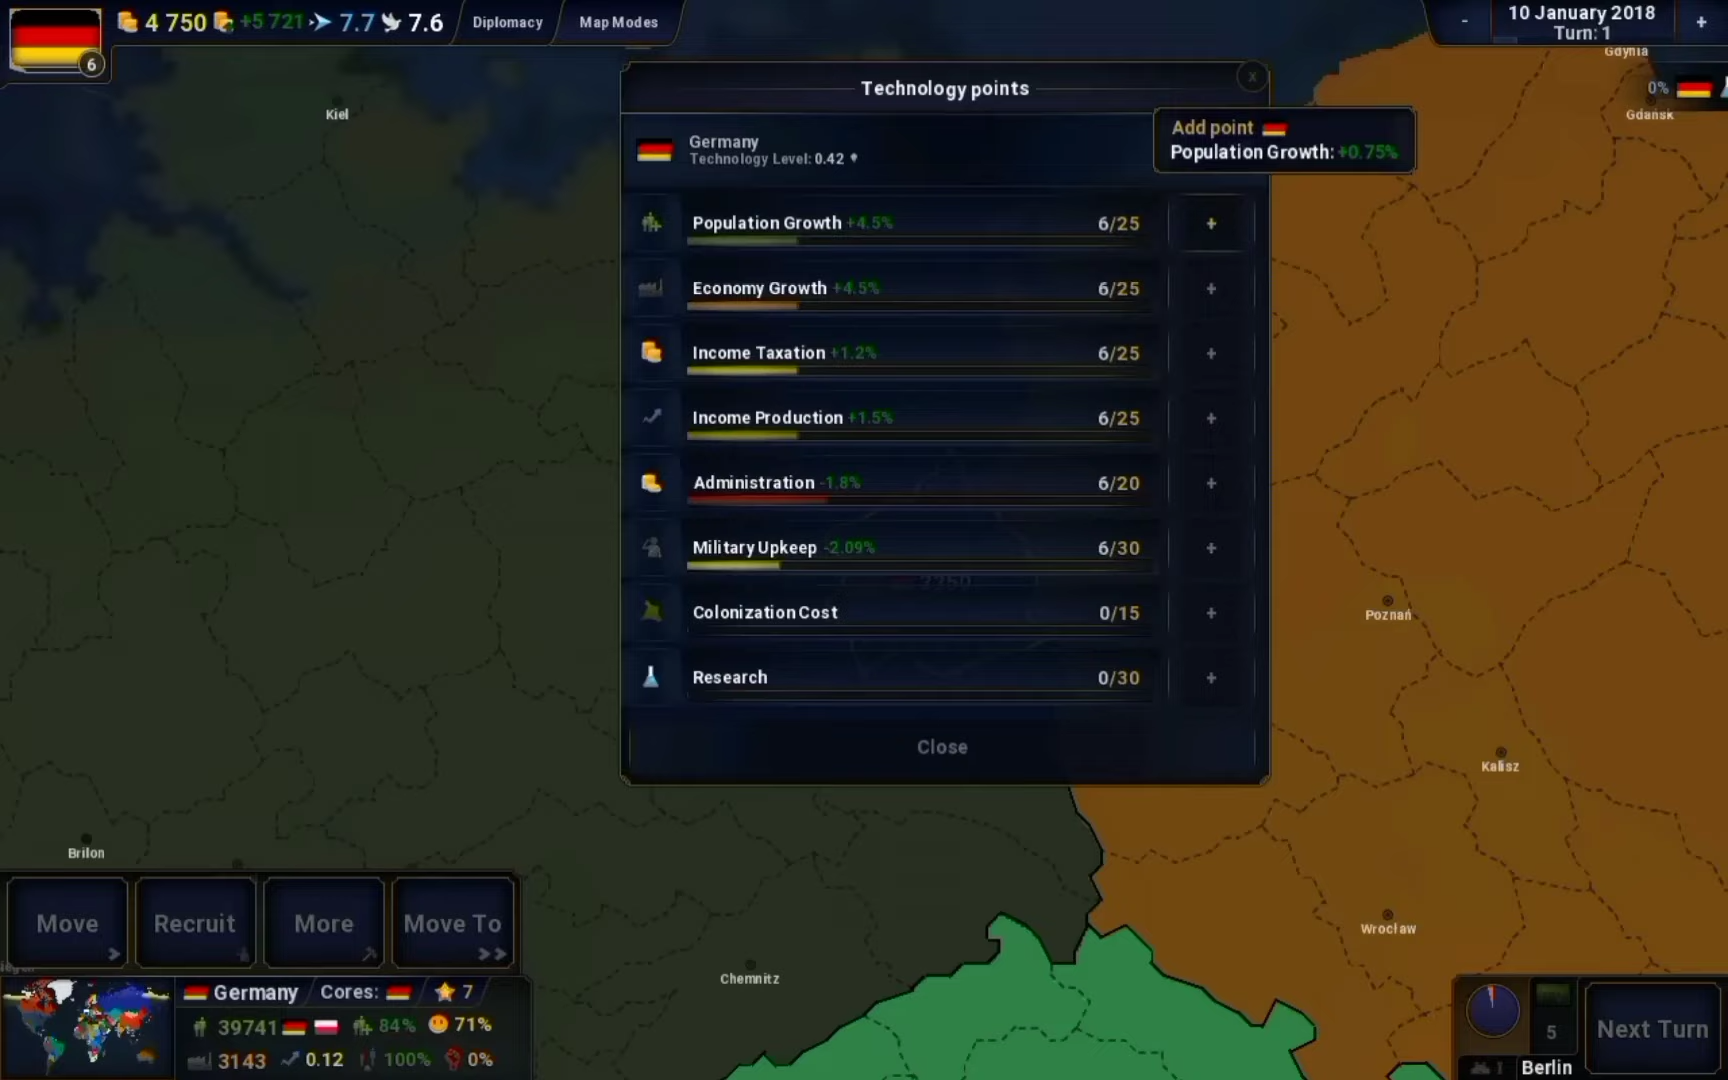 4 750 +5 721 7.7 7.6 Diplomacy Map Modes
- 10 January 2018 +
Turn: 1
6
Gdynia
0%
Gdańsk
Kiel
Technology points
x
Add point
Population Growth: +0.75%
Germany
Technology Level: 0.42
Population Growth +4.5% 6/25 +
Economy Growth +4.5% 6/25 +
Income Taxation +1.2% 6/25 +
Income Production +1.5% 6/25 +
Administration -1.8% 6/20 +
Military Upkeep -2.09% 6/30 +
Colonization Cost 0/15 +
Research 0/30 +
Close
Poznań
Kalisz
Wrocław
Brilon
Chemnitz
Move Recruit More Move To
Germany Cores: 7
39741 84% 71%
3143 0.12 100% 0%
5
Next Turn
Berlin